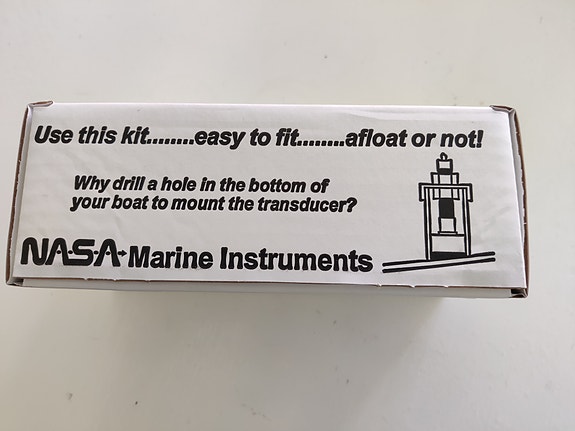 Use this kit........easy to fit........afloat or not!
Why drill a hole in the bottom of
your boat to mount the transducer?
NASA Marine Instruments